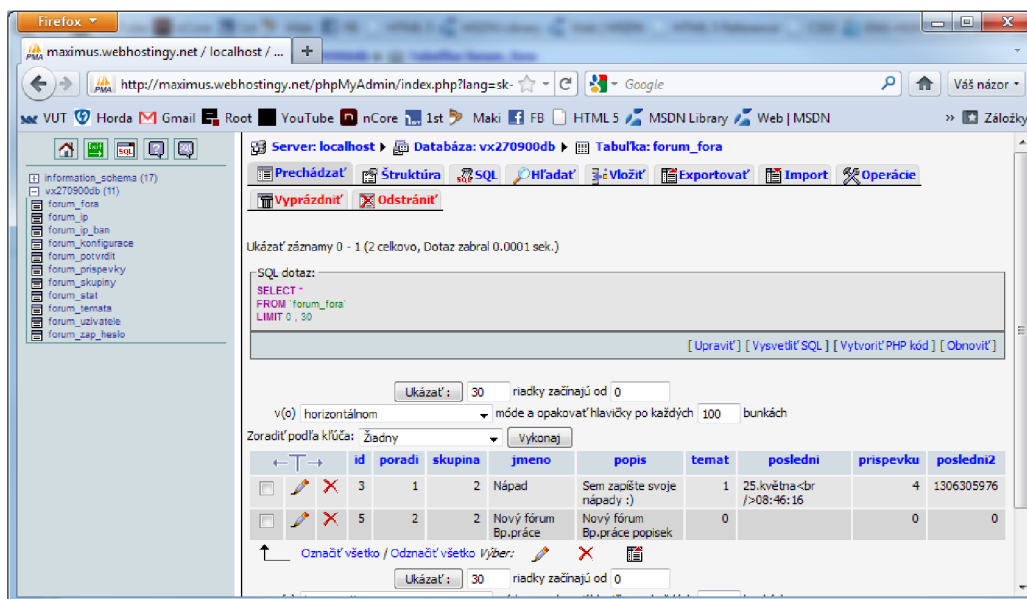 Firefox
maximus.webhostingy.net / localhost / ...
http://maximus.webhostingy.net/phpMyAdmin/index.php?lang=sk-
Google
Váš názor
VUT Horda Gmail Root YouTube nCore 1st Maki FB HTML 5 MSDN Library Web | MSDN » Záložky
information_schema (17)
vx270900db (11)
forum_fora
forum_ip
forum_ip_ban
forum_konfigurace
forum_potvrdit
forum_prispevky
forum_skupiny
forum_stat
forum_temata
forum_uzivatele
forum_zap_heslo
Server: localhost Databáza: vx270900db Tabuľka: forum_fora
Prechádzať Štruktúra SQL Hľadať Vložiť Exportovať Import Operácie
Vyprázdniť Odstrániť
Ukázať záznamy 0 - 1 (2 celkovo, Dotaz zabral 0.0001 sek.)
SQL dotaz:
SELECT *
FROM `forum_fora`
LIMIT 0 , 30
[ Upraviť ] [ Vysvetliť SQL ] [ Vytvoriť PHP kód ] [ Obnoviť ]
Ukázať : 30 riadky začínajú od 0
v(o) horizontálnom móde a opakovať hlavičky po každých 100 bunkách
Zoradiť podľa kľúča: Žiadny Vykonaj
←T→ id poradi skupina jmeno popis temat posledni prispevku posledni2
3 1 2 Nápad Sem zapište svoje nápady :) 1 25.května<br />08:46:16 4 1306305976
5 2 2 Nový fórum Bp.práce Nový fórum Bp.práce popisek 0 0 0
Označiť všetko / Odznačiť všetko Výber:
Ukázať : 30 riadky začínajú od 0